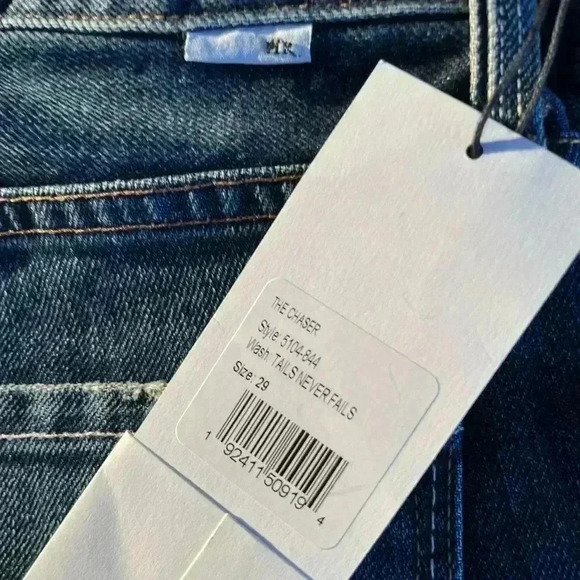 THE CHASER
Style: 5104-844
Wash: TAILS NEVER FAILS
Size: 29
1 92411 50919 4